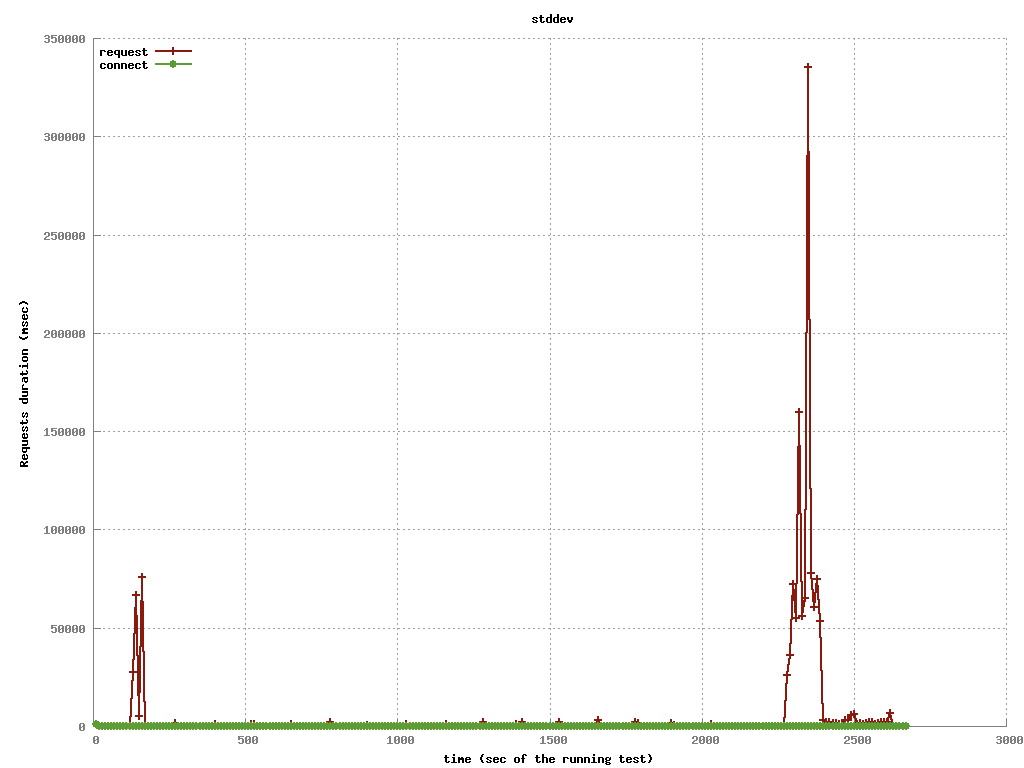 stddev
request
connect
350000
300000
250000
200000
150000
100000
50000
0
Requests duration (msec)
0 500 1000 1500 2000 2500 3000
time (sec of the running test)